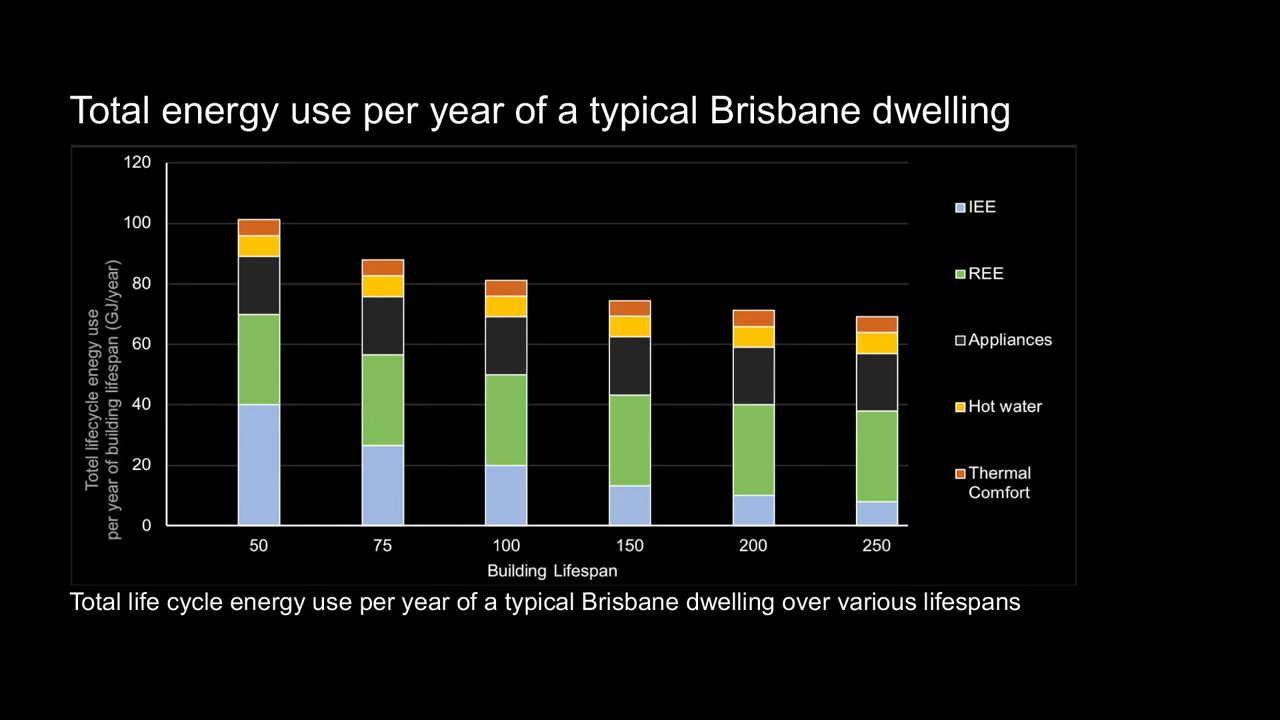 Total energy use per year of a typical Brisbane dwelling
Totel lifecycle enegy use
per year of building lifespan (GJ/year)
120
100
80
60
40
20
0
50 75 100 150 200 250
Building Lifespan
IEE
REE
Appliances
Hot water
Thermal
Comfort
Total life cycle energy use per year of a typical Brisbane dwelling over various lifespans